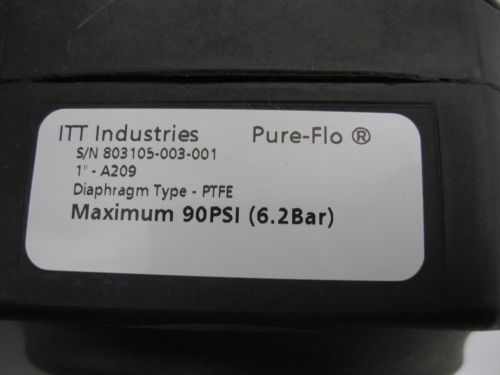 ITT Industries Pure-Flo ®
S/N 803105-003-001
1" - A209
Diaphragm Type - PTFE
Maximum 90PSI (6.2Bar)